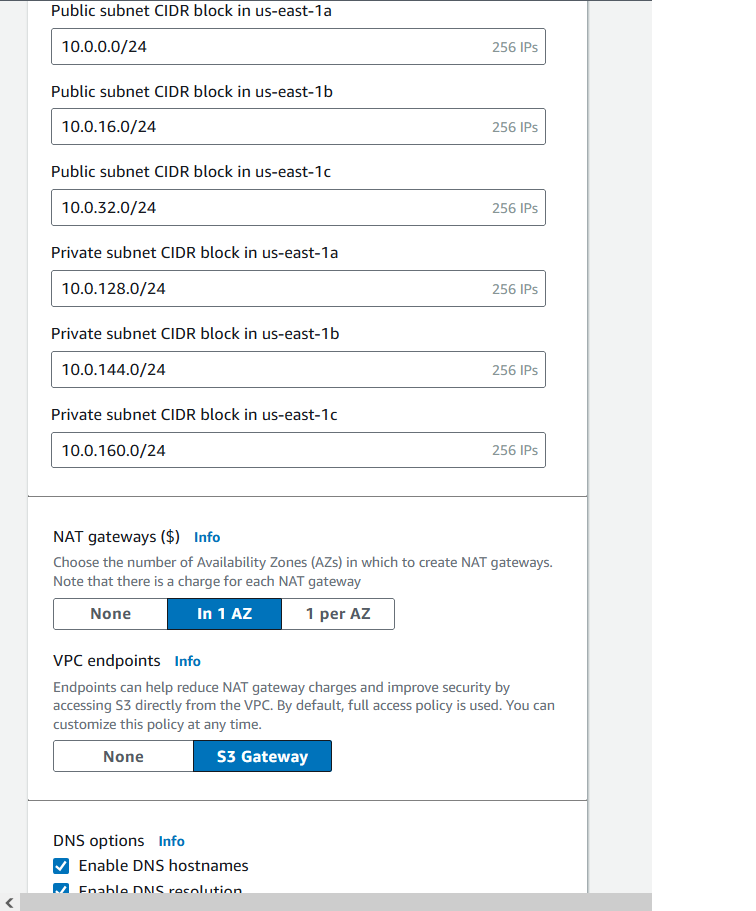 Public subnet CIDR block in us-east-1a
10.0.0.0/24 256 IPs
Public subnet CIDR block in us-east-1b
10.0.16.0/24 256 IPs
Public subnet CIDR block in us-east-1c
10.0.32.0/24 256 IPs
Private subnet CIDR block in us-east-1a
10.0.128.0/24 256 IPs
Private subnet CIDR block in us-east-1b
10.0.144.0/24 256 IPs
Private subnet CIDR block in us-east-1c
10.0.160.0/24 256 IPs
NAT gateways ($) Info
Choose the number of Availability Zones (AZs) in which to create NAT gateways.
Note that there is a charge for each NAT gateway
None In 1 AZ 1 per AZ
VPC endpoints Info
Endpoints can help reduce NAT gateway charges and improve security by
accessing S3 directly from the VPC. By default, full access policy is used. You can
customize this policy at any time.
None S3 Gateway
DNS options Info
Enable DNS hostnames
Enable DNS resolution